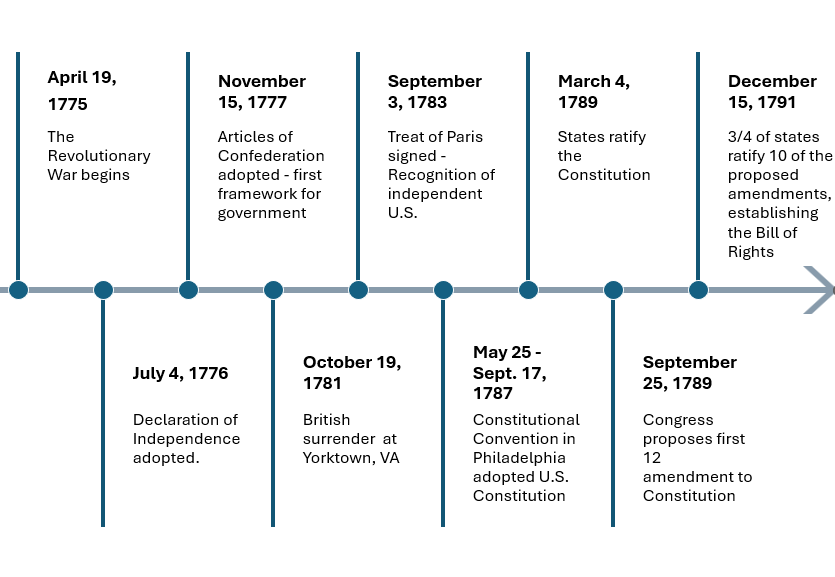 April 19,
1775
The
Revolutionary
War begins
July 4, 1776
Declaration of
Independence
adopted.
November
15, 1777
Articles of
Confederation
adopted - first
framework for
government
October 19,
1781
British
surrender  at
Yorktown, VA
September
3, 1783
Treat of Paris
signed -
Recognition of
independent
U.S.
May 25 -
Sept. 17,
1787
Constitutional
Convention in
Philadelphia
adopted U.S.
Constitution
March 4,
1789
States ratify
the
Constitution
September
25, 1789
Congress
proposes first
12
amendment to
Constitution
December
15, 1791
3/4 of states
ratify 10 of the
proposed
amendments,
establishing
the Bill of
Rights